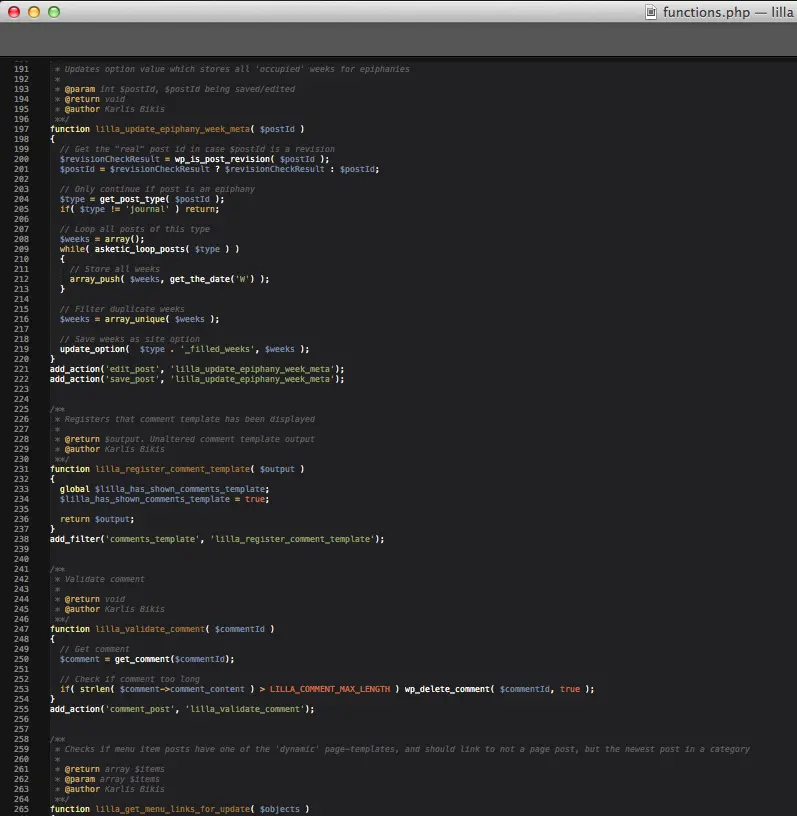 functions.php — lilla
191 * Updates option value which stores all 'occupied' weeks for epiphanies
192 *
193 * @param int $postId, $postId being saved/edited
194 * @return void
195 * @author Karlis Bikis
196 **/
197 function lilla_update_epiphany_week_meta( $postId )
198 {
199 // Get the "real" post id in case $postId is a revision
200 $revisionCheckResult = wp_is_post_revision( $postId );
201 $postId = $revisionCheckResult ? $revisionCheckResult : $postId;
202
203 // Only continue if post is an epiphany
204 $type = get_post_type( $postId );
205 if( $type != 'journal' ) return;
206
207 // Loop all posts of this type
208 $weeks = array();
209 while( asketic_loop_posts( $type ) )
210 {
211 // Store all weeks
212 array_push( $weeks, get_the_date('W') );
213 }
214
215 // Filter duplicate weeks
216 $weeks = array_unique( $weeks );
217
218 // Save weeks as site option
219 update_option(  $type . '_filled_weeks', $weeks );
220 }
221 add_action('edit_post', 'lilla_update_epiphany_week_meta');
222 add_action('save_post', 'lilla_update_epiphany_week_meta');
223
224
225 /**
226 * Registers that comment template has been displayed
227 *
228 * @return $output. Unaltered comment template output
229 * @author Karlis Bikis
230 **/
231 function lilla_register_comment_template( $output )
232 {
233 global $lilla_has_shown_comments_template;
234 $lilla_has_shown_comments_template = true;
235
236 return $output;
237 }
238 add_filter('comments_template', 'lilla_register_comment_template');
239
240
241 /**
242 * Validate comment
243 *
244 * @return void
245 * @author Karlis Bikis
246 **/
247 function lilla_validate_comment( $commentId )
248 {
249 // Get comment
250 $comment = get_comment($commentId);
251
252 // Check if comment too long
253 if( strlen( $comment->comment_content ) > LILLA_COMMENT_MAX_LENGTH ) wp_delete_comment( $commentId, true );
254 }
255 add_action('comment_post', 'lilla_validate_comment');
256
257
258 /**
259 * Checks if menu item posts have one of the 'dynamic' page-templates, and should link to not a page post, but the newest post in a category
260 *
261 * @return array $items
262 * @param array $items
263 * @author Karlis Bikis
264 **/
265 function lilla_get_menu_links_for_update( $objects )